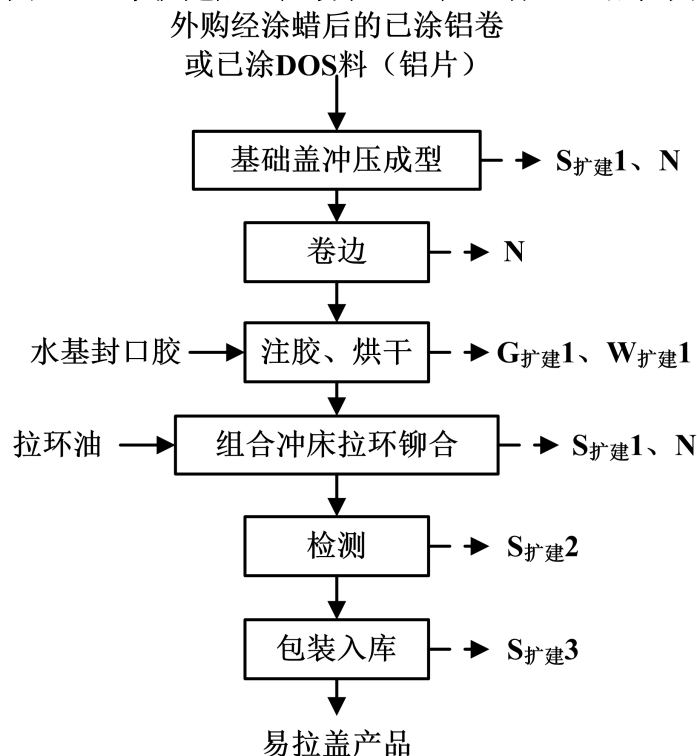 外购经涂蜡后的已涂铝卷
或已涂DOS料（铝片）
基础盖冲压成型
S扩建1、N
卷边
N
水基封口胶
注胶、烘干
G扩建1、W扩建1
拉环油
组合冲床拉环铆合
S扩建1、N
检测
S扩建2
包装入库
S扩建3
易拉盖产品